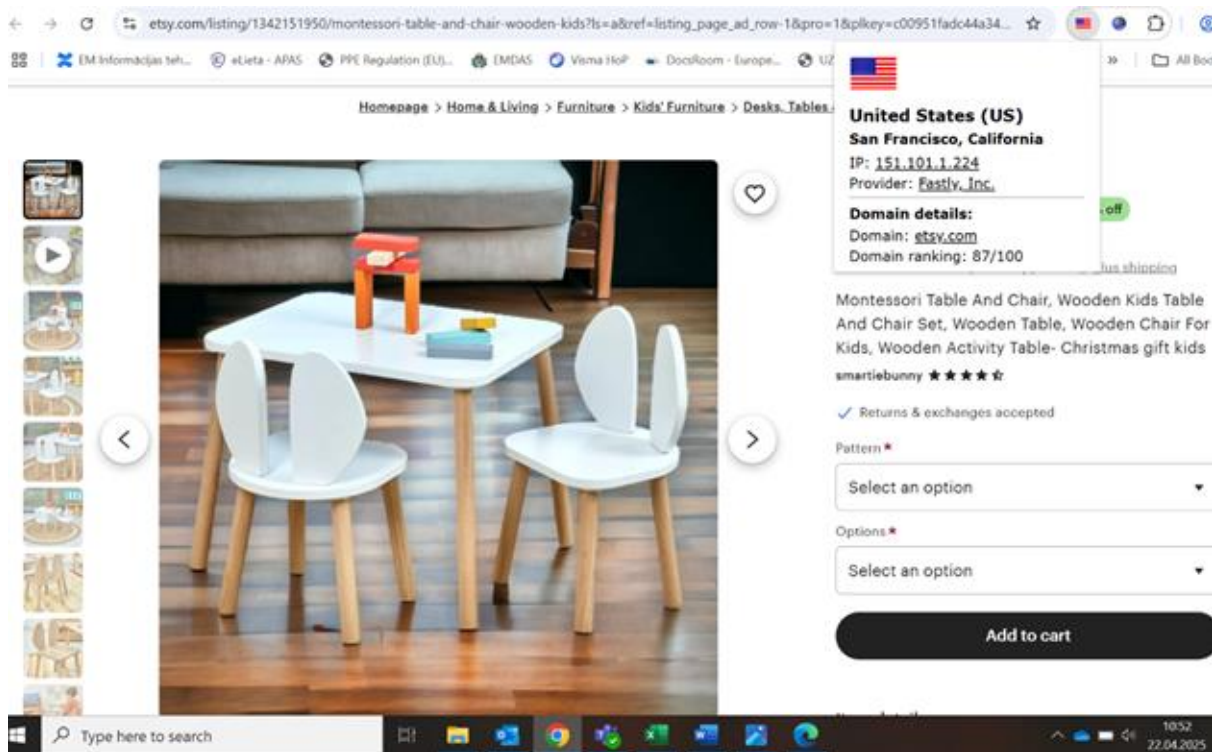 etsy.com/listing/1342151950/montessori-table-and-chair-wooden-kids?ls=a&ref=listing_page_ad_row-1&pro=1&plkey=c00951fadc44a34...
EM Informācijas teh...
eLieta - APAS
PPE Regulation (EU)...
EMDAS
Visma HoP
DocsRoom - Europe...
UZ
»
All Boo
Homepage > Home & Living > Furniture > Kids' Furniture > Desks, Tables
United States (US)
San Francisco, California
IP: 151.101.1.224
Provider: Fastly, Inc.
Domain details:
Domain: etsy.com
Domain ranking: 87/100
off
shipping
Montessori Table And Chair, Wooden Kids Table
And Chair Set, Wooden Table, Wooden Chair For
Kids, Wooden Activity Table- Christmas gift kids
smartiebunny
Returns & exchanges accepted
Pattern *
Select an option
Options *
Select an option
Add to cart
Type here to search
10:52
22.04.2025